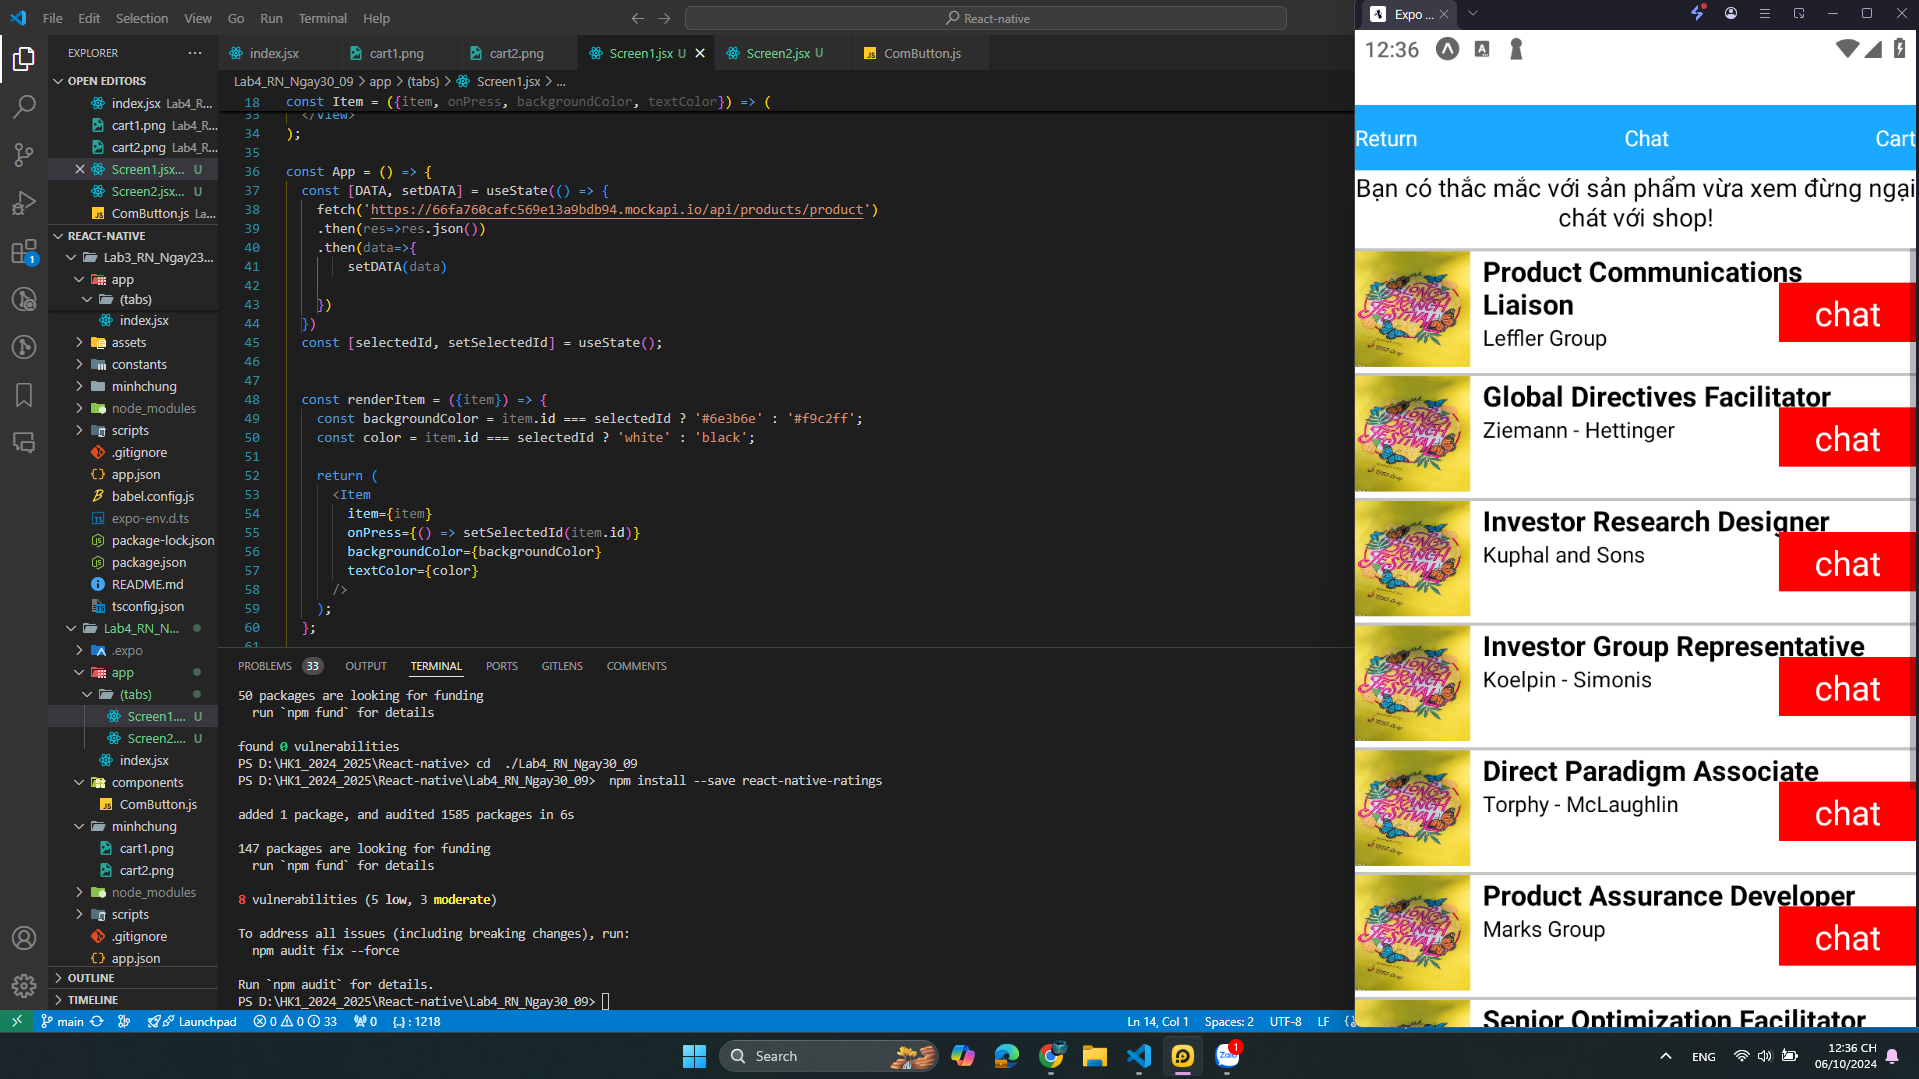 File Edit Selection View Go Run Terminal Help
React-native
EXPLORER
OPEN EDITORS
index.jsx Lab4_R...
cart1.png Lab4_R...
cart2.png Lab4_R...
Screen1.jsx... U
Screen2.jsx... U
ComButton.js La...
REACT-NATIVE
Lab3_RN_Ngay23...
app
(tabs)
index.jsx
assets
constants
minhchung
node_modules
scripts
.gitignore
app.json
babel.config.js
expo-env.d.ts
package-lock.json
package.json
README.md
tsconfig.json
Lab4_RN_N...
.expo
app
(tabs)
Screen1.... U
Screen2.... U
index.jsx
components
ComButton.js
minhchung
cart1.png
cart2.png
node_modules
scripts
.gitignore
app.json
OUTLINE
TIMELINE
index.jsx cart1.png cart2.png Screen1.jsx U Screen2.jsx U ComButton.js
Lab4_RN_Ngay30_09 > app > (tabs) > Screen1.jsx > ...
18 const Item = ({item, onPress, backgroundColor, textColor}) => (
33 </View>
34 );
35
36 const App = () => {
37 const [DATA, setDATA] = useState(() => {
38 fetch('https://66fa760cafc569e13a9bdb94.mockapi.io/api/products/product')
39 .then(res=>res.json())
40 .then(data=>{
41 setDATA(data)
42
43 })
44 })
45 const [selectedId, setSelectedId] = useState();
46
47
48 const renderItem = ({item}) => {
49 const backgroundColor = item.id === selectedId ? '#6e3b6e' : '#f9c2ff';
50 const color = item.id === selectedId ? 'white' : 'black';
51
52 return (
53 <Item
54 item={item}
55 onPress={() => setSelectedId(item.id)}
56 backgroundColor={backgroundColor}
57 textColor={color}
58 />
59 );
60 };
61
PROBLEMS 33 OUTPUT TERMINAL PORTS GITLENS COMMENTS
50 packages are looking for funding
run `npm fund` for details
found 0 vulnerabilities
PS D:\HK1_2024_2025\React-native> cd ./Lab4_RN_Ngay30_09
PS D:\HK1_2024_2025\React-native\Lab4_RN_Ngay30_09> npm install --save react-native-ratings
added 1 package, and audited 1585 packages in 6s
147 packages are looking for funding
run `npm fund` for details
8 vulnerabilities (5 low, 3 moderate)
To address all issues (including breaking changes), run:
npm audit fix --force
Run `npm audit` for details.
PS D:\HK1_2024_2025\React-native\Lab4_RN_Ngay30_09>
main Launchpad 0 0 33 0 {..} : 1218
Ln 14, Col 1 Spaces: 2 UTF-8 LF
Expo ...
12:36
Return Chat Cart
Bạn có thắc mắc với sản phẩm vừa xem đừng ngại
chát với shop!
Product Communications
Liaison
Leffler Group
chat
Global Directives Facilitator
Ziemann - Hettinger
chat
Investor Research Designer
Kuphal and Sons
chat
Investor Group Representative
Koelpin - Simonis
chat
Direct Paradigm Associate
Torphy - McLaughlin
chat
Product Assurance Developer
Marks Group
chat
Senior Optimization Facilitator
LONG BRANCH FESTIVAL
Search
Zalo
1
ENG
12:36 CH
06/10/2024